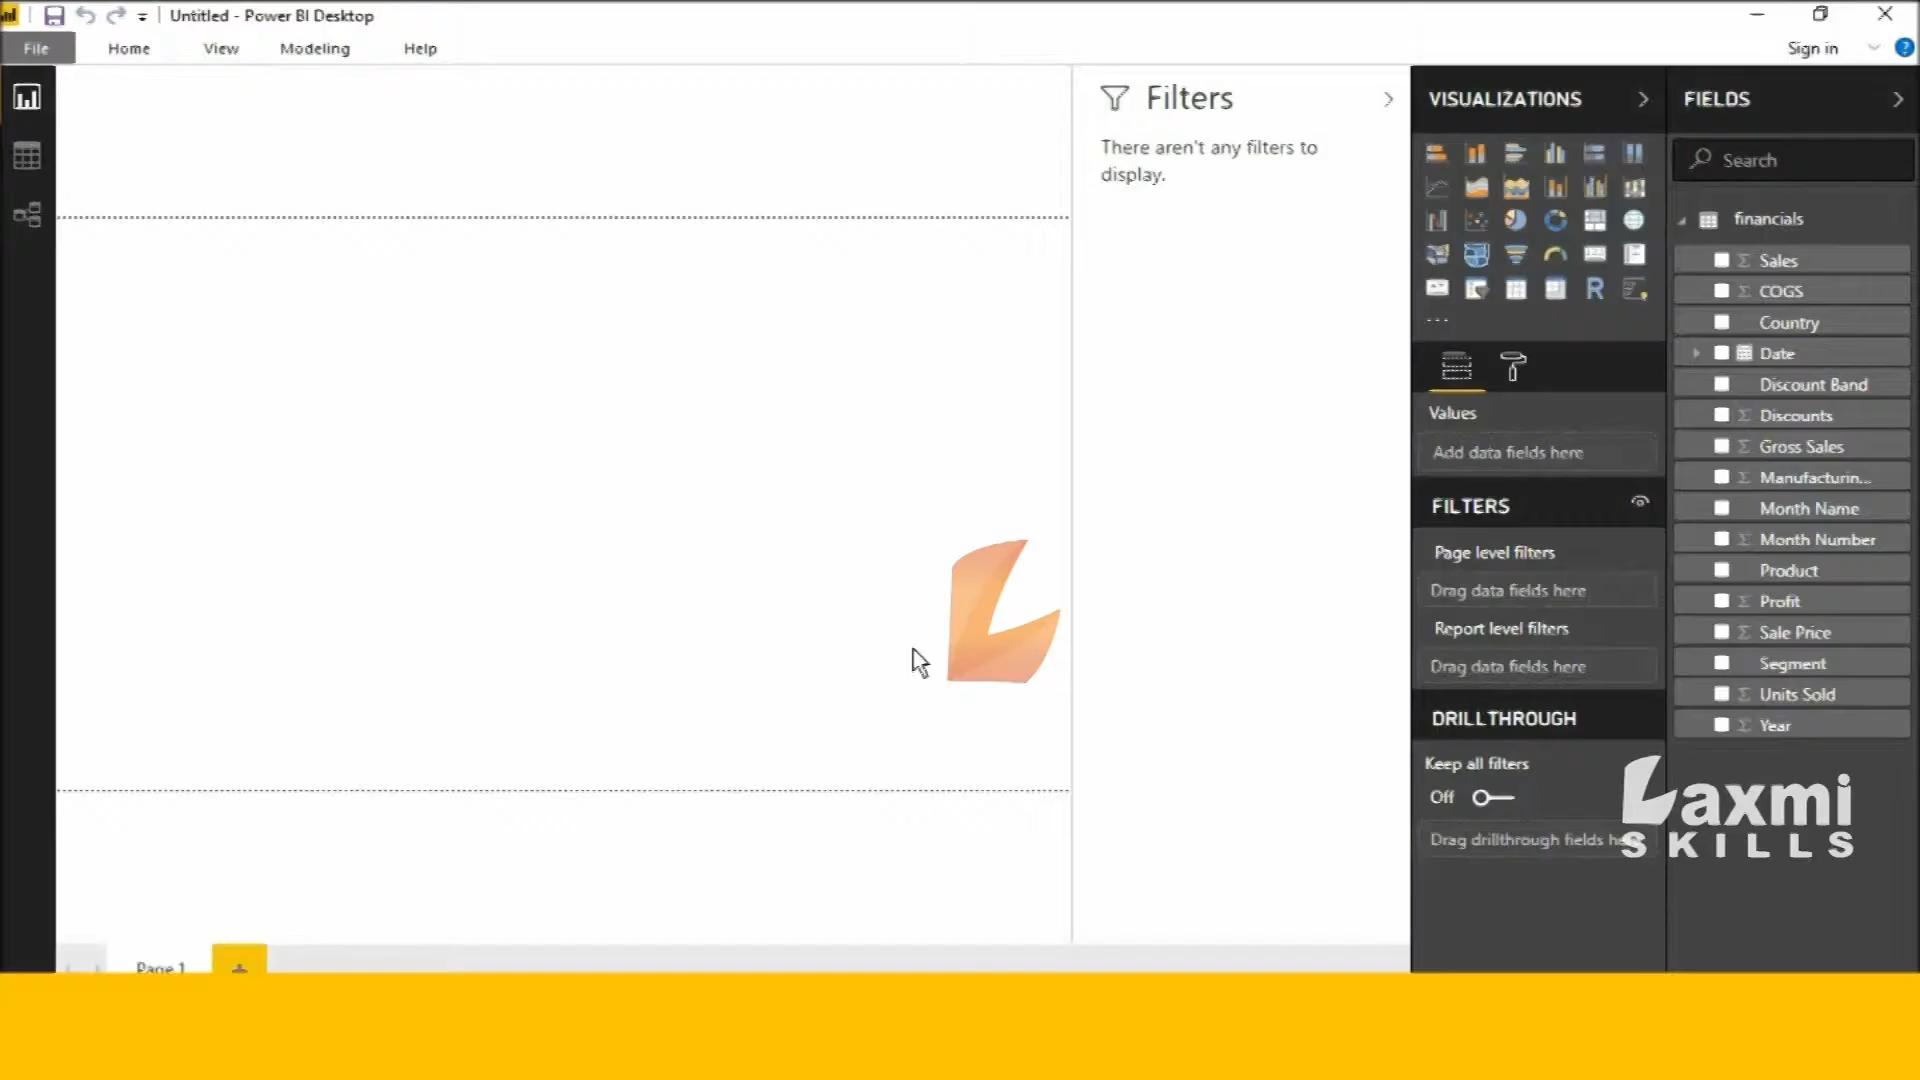 Untitled - Power BI Desktop
File Home View Modeling Help
Sign in
?
Filters
There aren't any filters to
display.
VISUALIZATIONS
R
...
Values
Add data fields here
FILTERS
Page level filters
Drag data fields here
Report level filters
Drag data fields here
DRILLTHROUGH
Keep all filters
Off
Drag drillthrough fields
FIELDS
Search
financials
Σ Sales
Σ COGS
Country
Date
Discount Band
Σ Discounts
Σ Gross Sales
Σ Manufacturin...
Month Name
Σ Month Number
Product
Σ Profit
Σ Sale Price
Segment
Σ Units Sold
Σ Year
Laxmi
SKILLS
Page 1
+